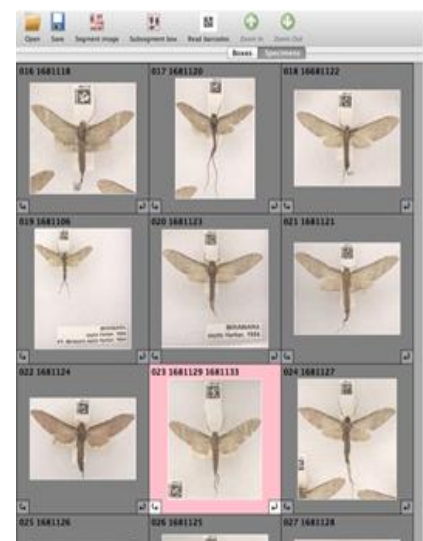 Open Save Segment image Subsegment box Read barcodes Zoom in Zoom Out
Boxes Specimens
016 1681118 017 1681120 018 16681122
019 1681106 020 1681123 021 1681121
022 1681124 023 1681129 1681133 024 1681127
025 1681126 026 1681125 027 1681128